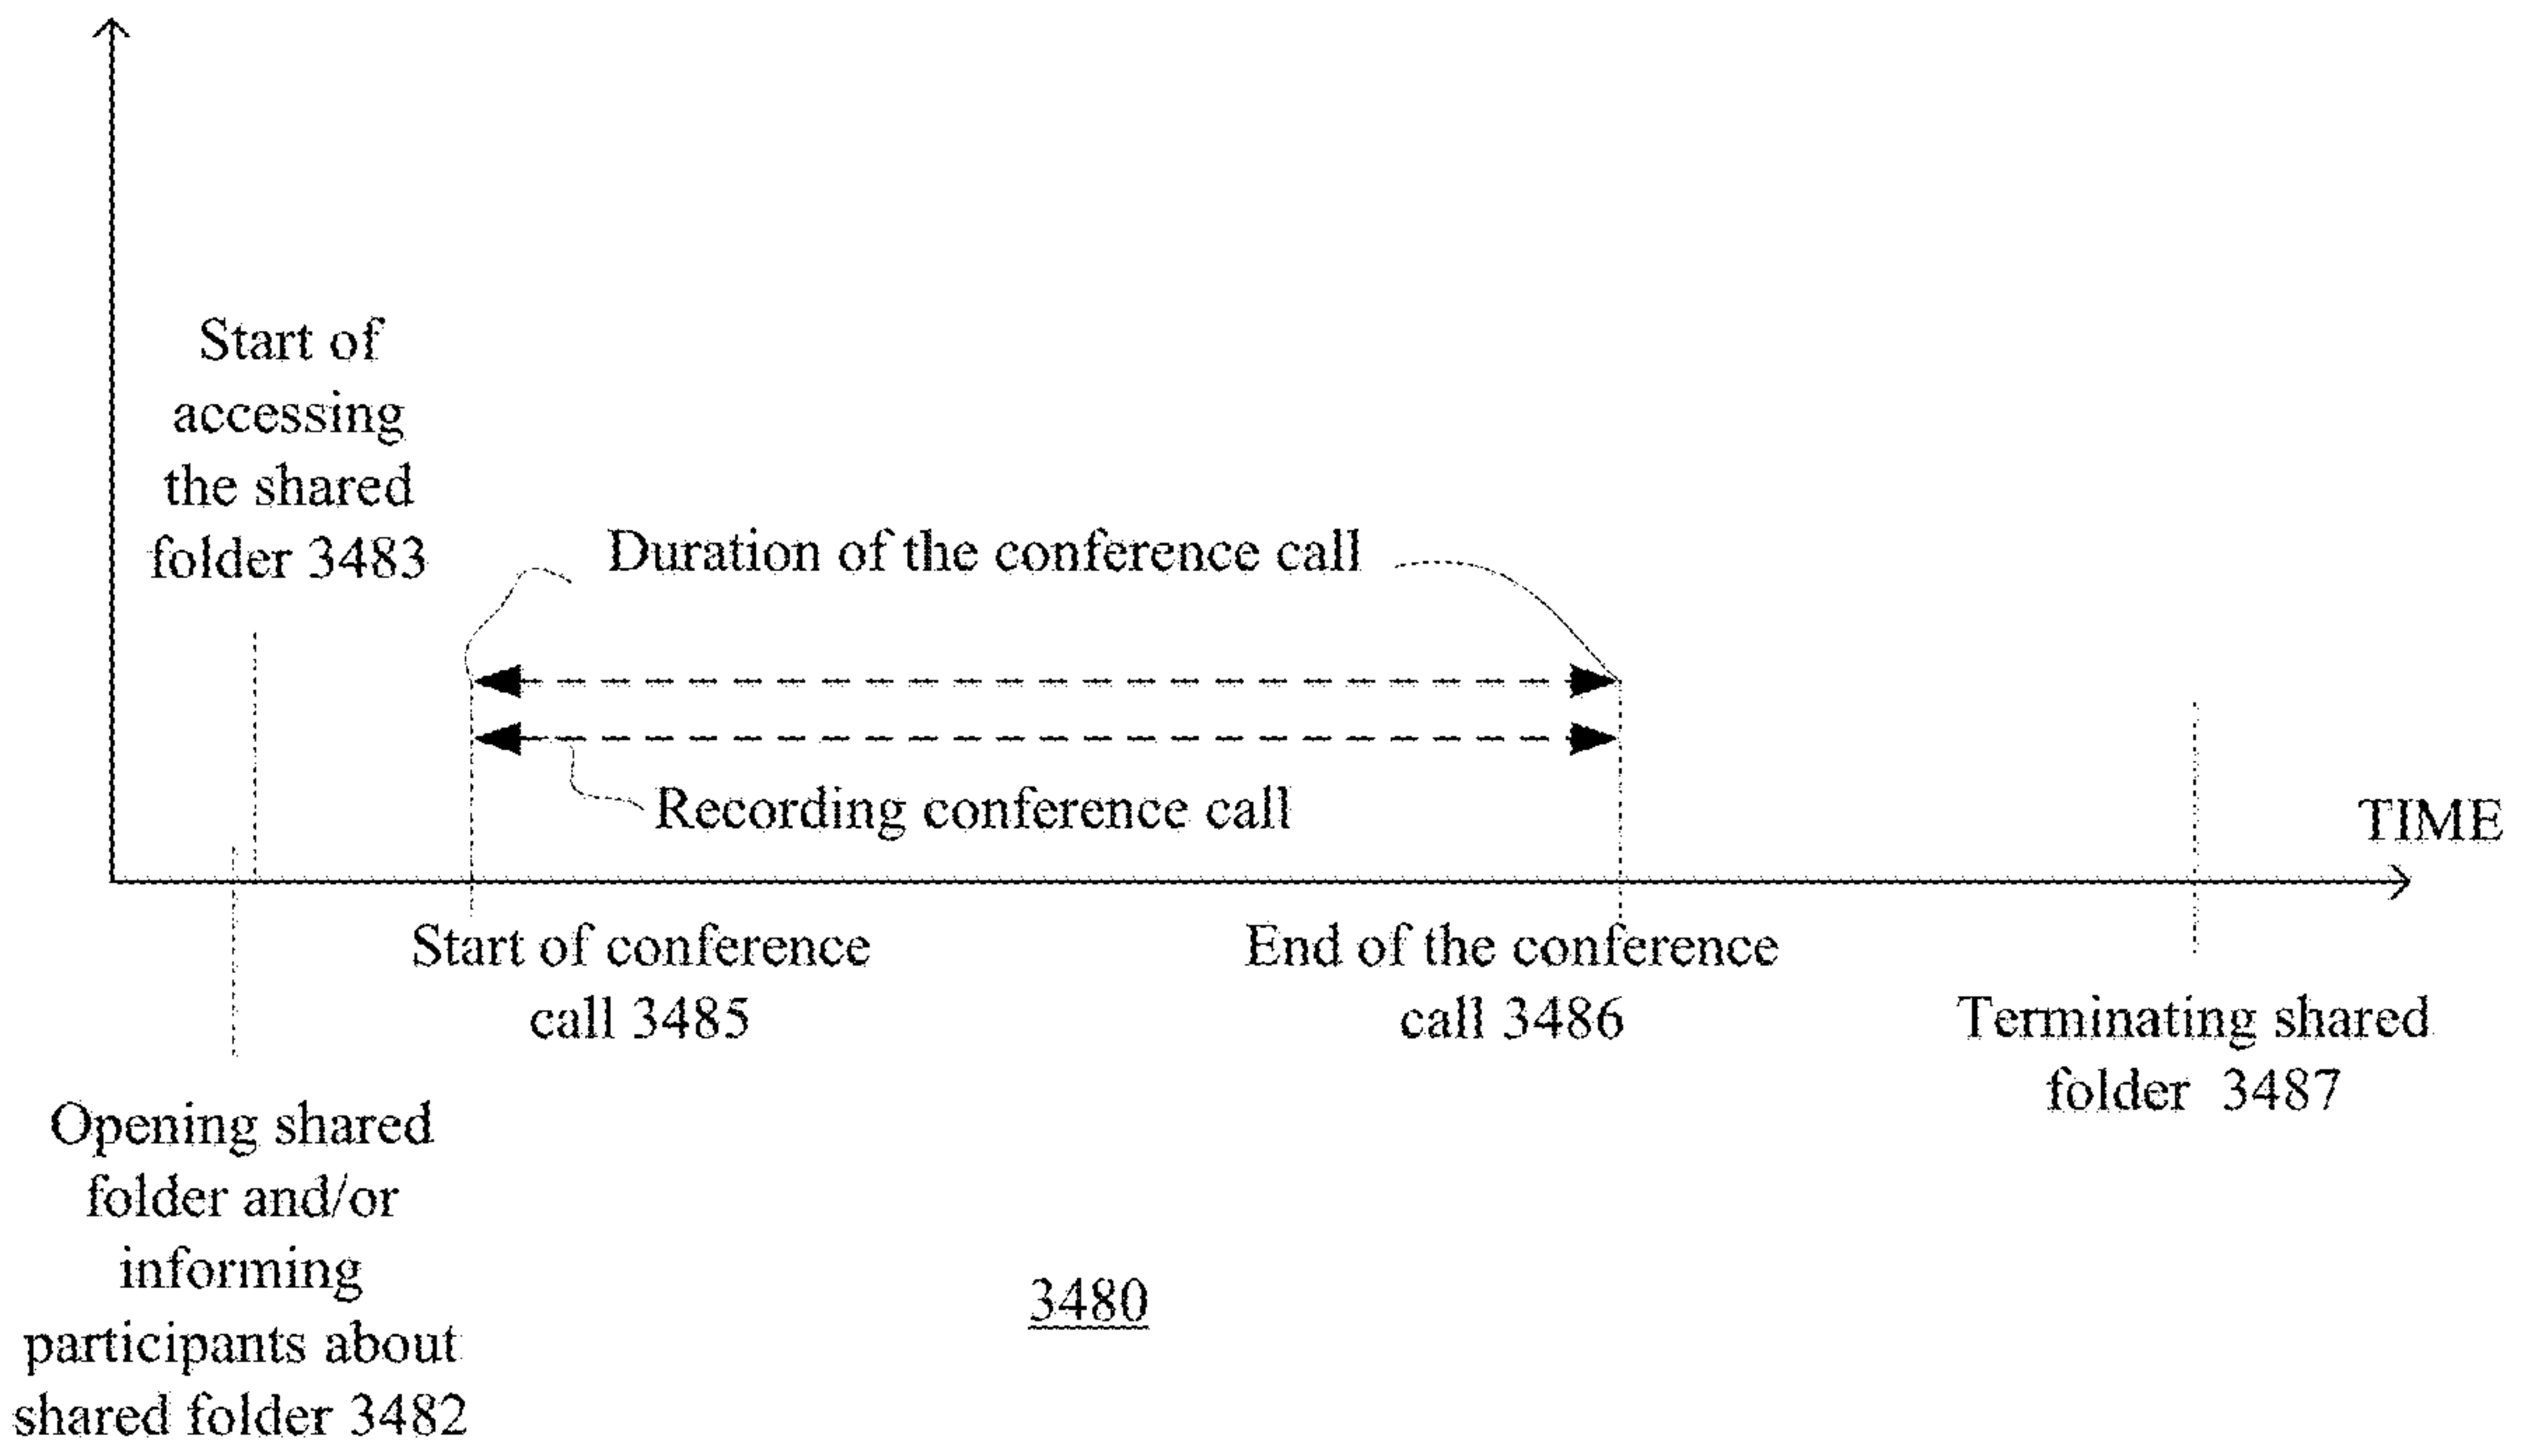 Start of
accessing
the shared
folder 3483
Duration of the conference call
Recording conference call
TIME
Start of conference
call 3485
End of the conference
call 3486
Terminating shared
folder 3487
Opening shared
folder and/or
informing
participants about
shared folder 3482
3480